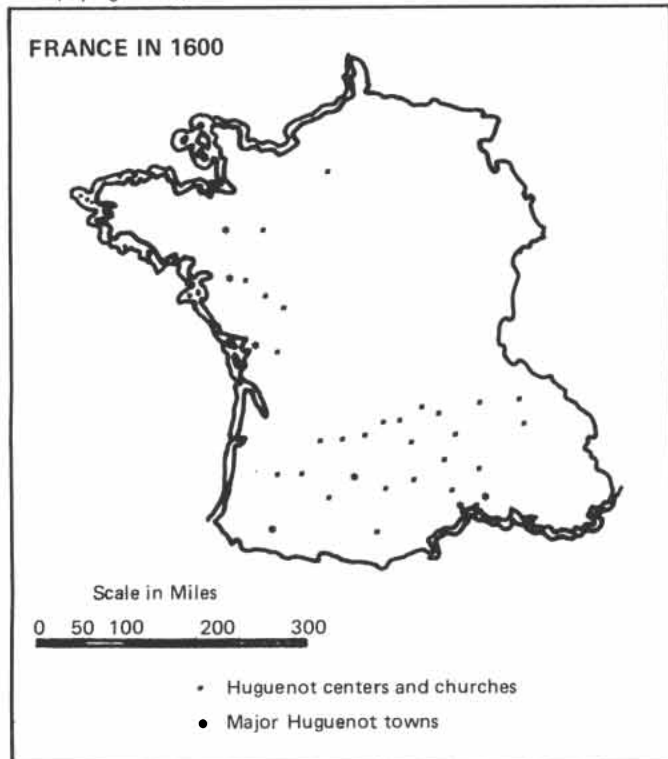 FRANCE IN 1600
Scale in Miles
0 50 100 200 300
Huguenot centers and churches
Major Huguenot towns